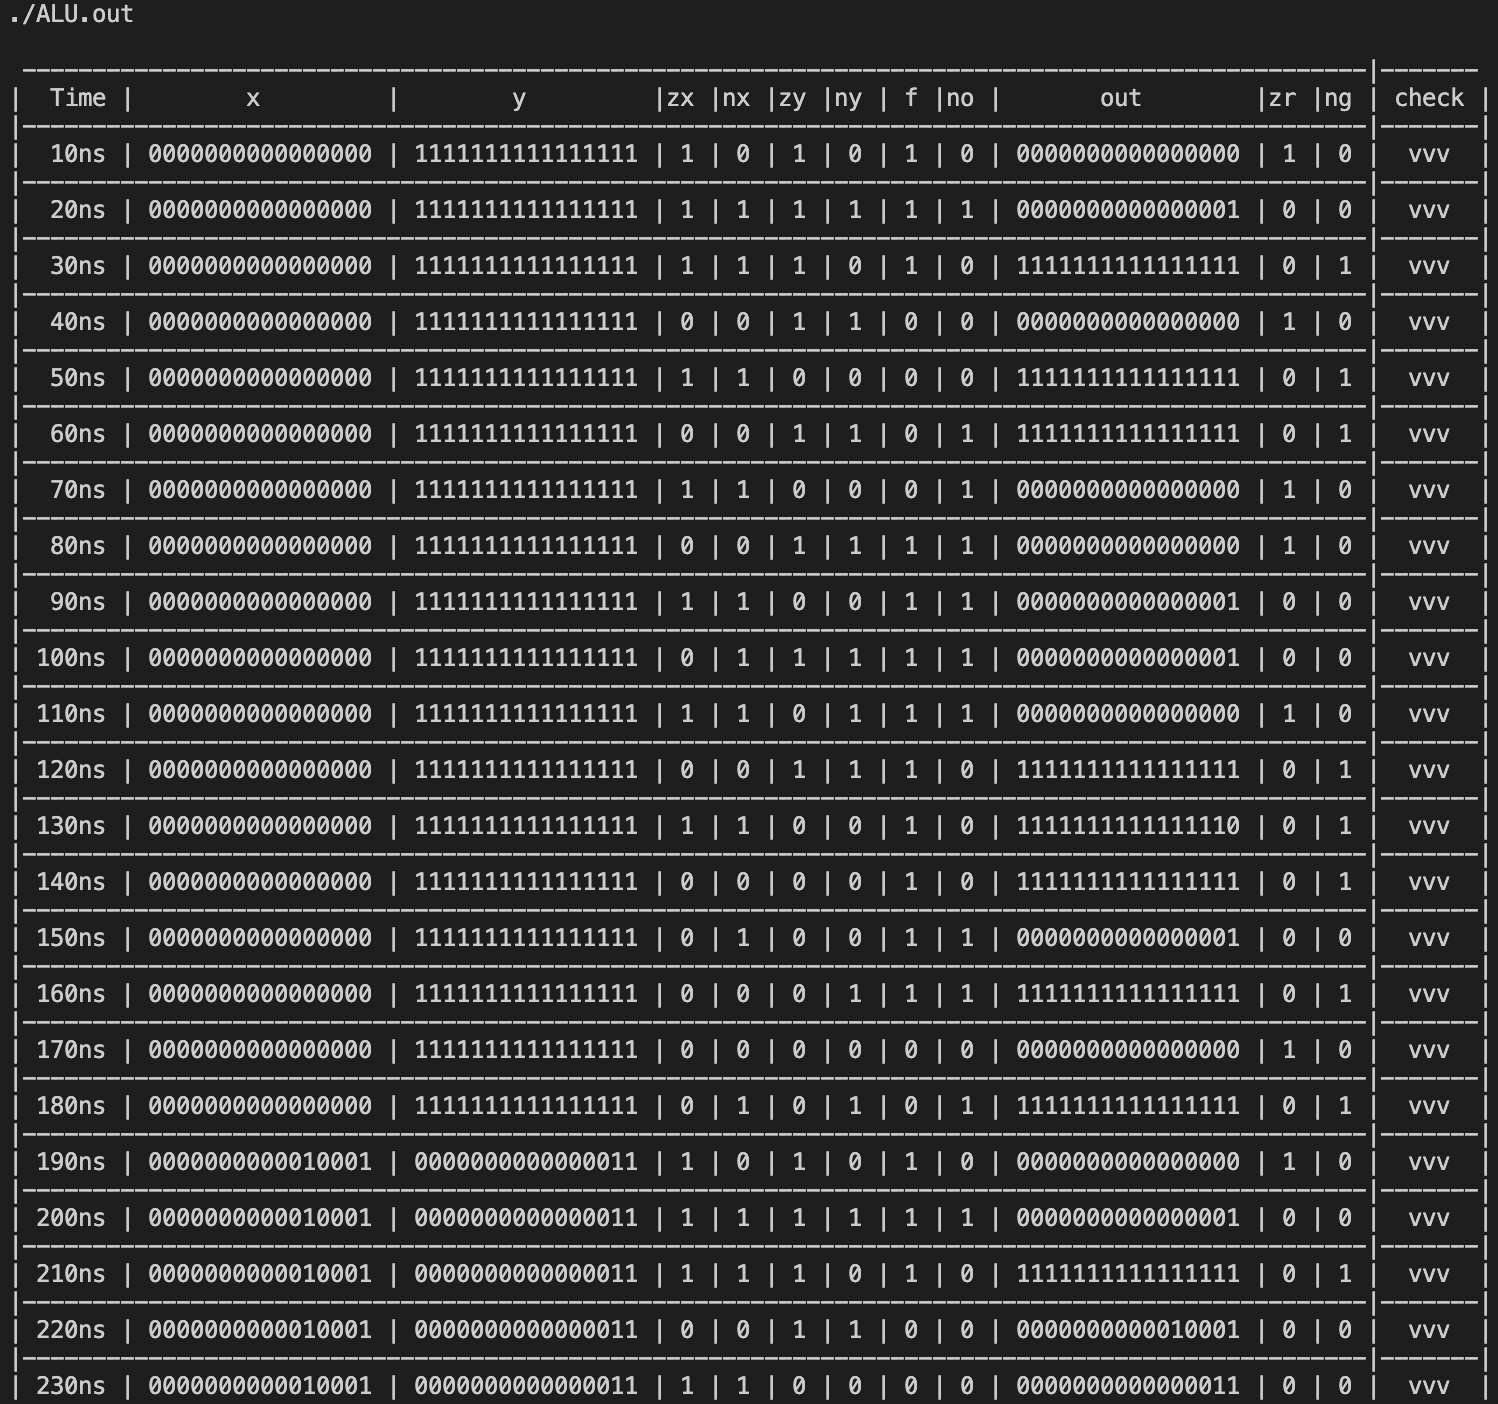 ./ALU.out
| Time | x | y |zx |nx |zy |ny | f |no | out |zr |ng | check |
| 10ns | 0000000000000000 | 1111111111111111 | 1 | 0 | 1 | 0 | 1 | 0 | 0000000000000000 | 1 | 0 | vvv |
| 20ns | 0000000000000000 | 1111111111111111 | 1 | 1 | 1 | 1 | 1 | 1 | 0000000000000001 | 0 | 0 | vvv |
| 30ns | 0000000000000000 | 1111111111111111 | 1 | 1 | 1 | 0 | 1 | 0 | 1111111111111111 | 0 | 1 | vvv |
| 40ns | 0000000000000000 | 1111111111111111 | 0 | 0 | 1 | 1 | 0 | 0 | 0000000000000000 | 1 | 0 | vvv |
| 50ns | 0000000000000000 | 1111111111111111 | 1 | 1 | 0 | 0 | 0 | 0 | 1111111111111111 | 0 | 1 | vvv |
| 60ns | 0000000000000000 | 1111111111111111 | 0 | 0 | 1 | 1 | 0 | 1 | 1111111111111111 | 0 | 1 | vvv |
| 70ns | 0000000000000000 | 1111111111111111 | 1 | 1 | 0 | 0 | 0 | 1 | 0000000000000000 | 1 | 0 | vvv |
| 80ns | 0000000000000000 | 1111111111111111 | 0 | 0 | 1 | 1 | 1 | 1 | 0000000000000000 | 1 | 0 | vvv |
| 90ns | 0000000000000000 | 1111111111111111 | 1 | 1 | 0 | 0 | 1 | 1 | 0000000000000001 | 0 | 0 | vvv |
| 100ns | 0000000000000000 | 1111111111111111 | 0 | 1 | 1 | 1 | 1 | 1 | 0000000000000001 | 0 | 0 | vvv |
| 110ns | 0000000000000000 | 1111111111111111 | 1 | 1 | 0 | 1 | 1 | 1 | 0000000000000000 | 1 | 0 | vvv |
| 120ns | 0000000000000000 | 1111111111111111 | 0 | 0 | 1 | 1 | 1 | 0 | 1111111111111111 | 0 | 1 | vvv |
| 130ns | 0000000000000000 | 1111111111111111 | 1 | 1 | 0 | 0 | 1 | 0 | 1111111111111110 | 0 | 1 | vvv |
| 140ns | 0000000000000000 | 1111111111111111 | 0 | 0 | 0 | 0 | 1 | 0 | 1111111111111111 | 0 | 1 | vvv |
| 150ns | 0000000000000000 | 1111111111111111 | 0 | 1 | 0 | 0 | 1 | 1 | 0000000000000001 | 0 | 0 | vvv |
| 160ns | 0000000000000000 | 1111111111111111 | 0 | 0 | 0 | 1 | 1 | 1 | 1111111111111111 | 0 | 1 | vvv |
| 170ns | 0000000000000000 | 1111111111111111 | 0 | 0 | 0 | 0 | 0 | 0 | 0000000000000000 | 1 | 0 | vvv |
| 180ns | 0000000000000000 | 1111111111111111 | 0 | 1 | 0 | 1 | 0 | 1 | 1111111111111111 | 0 | 1 | vvv |
| 190ns | 0000000000010001 | 0000000000000011 | 1 | 0 | 1 | 0 | 1 | 0 | 0000000000000000 | 1 | 0 | vvv |
| 200ns | 0000000000010001 | 0000000000000011 | 1 | 1 | 1 | 1 | 1 | 1 | 0000000000000001 | 0 | 0 | vvv |
| 210ns | 0000000000010001 | 0000000000000011 | 1 | 1 | 1 | 0 | 1 | 0 | 1111111111111111 | 0 | 1 | vvv |
| 220ns | 0000000000010001 | 0000000000000011 | 0 | 0 | 1 | 1 | 0 | 0 | 0000000000010001 | 0 | 0 | vvv |
| 230ns | 0000000000010001 | 0000000000000011 | 1 | 1 | 0 | 0 | 0 | 0 | 0000000000000011 | 0 | 0 | vvv |